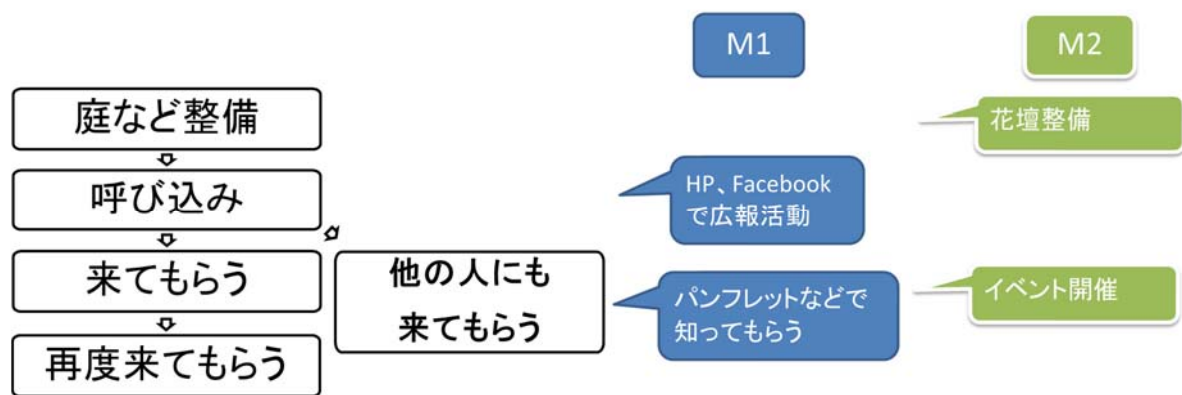 M1
M2
庭など整備
花壇整備
呼び込み
HP、Facebook
で広報活動
来てもらう
他の人にも
来てもらう
パンフレットなどで
知ってもらう
イベント開催
再度来てもらう